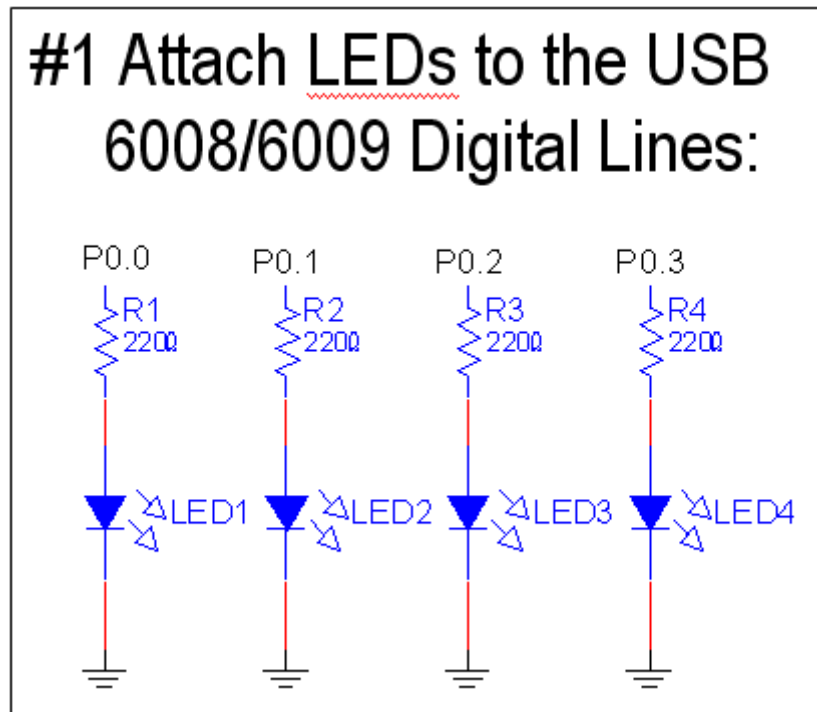 #1 Attach LEDs to the USB
6008/6009 Digital Lines:
P0.0 P0.1 P0.2 P0.3
R1 R2 R3 R4
220Ω 220Ω 220Ω 220Ω
LED1 LED2 LED3 LED4